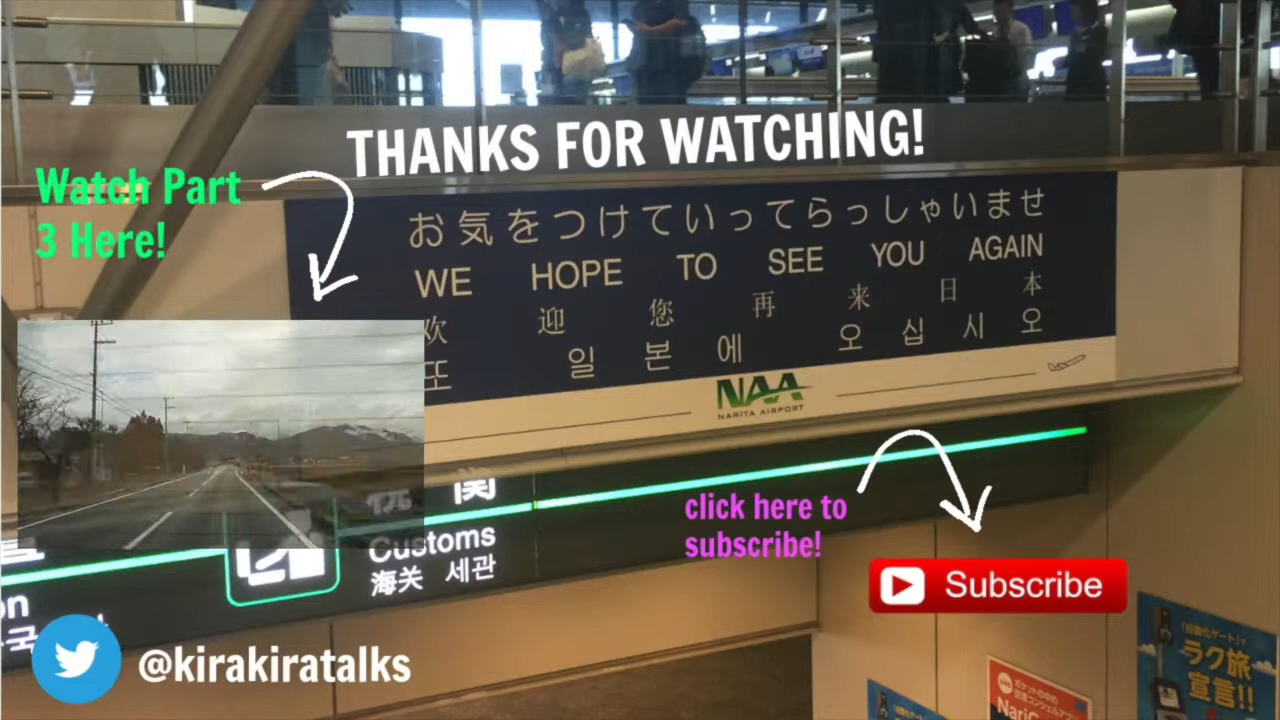 THANKS FOR WATCHING!
Watch Part
3 Here!
お気をつけていってらっしゃいませ
WE HOPE TO SEE YOU AGAIN
欢迎您再来日本
또 일본에 오십시오
NAA
NARITA AIRPORT
click here to
subscribe!
Subscribe
関
Customs
海关 세관
on
@kirakiratalks
ラク旅
宣言!!